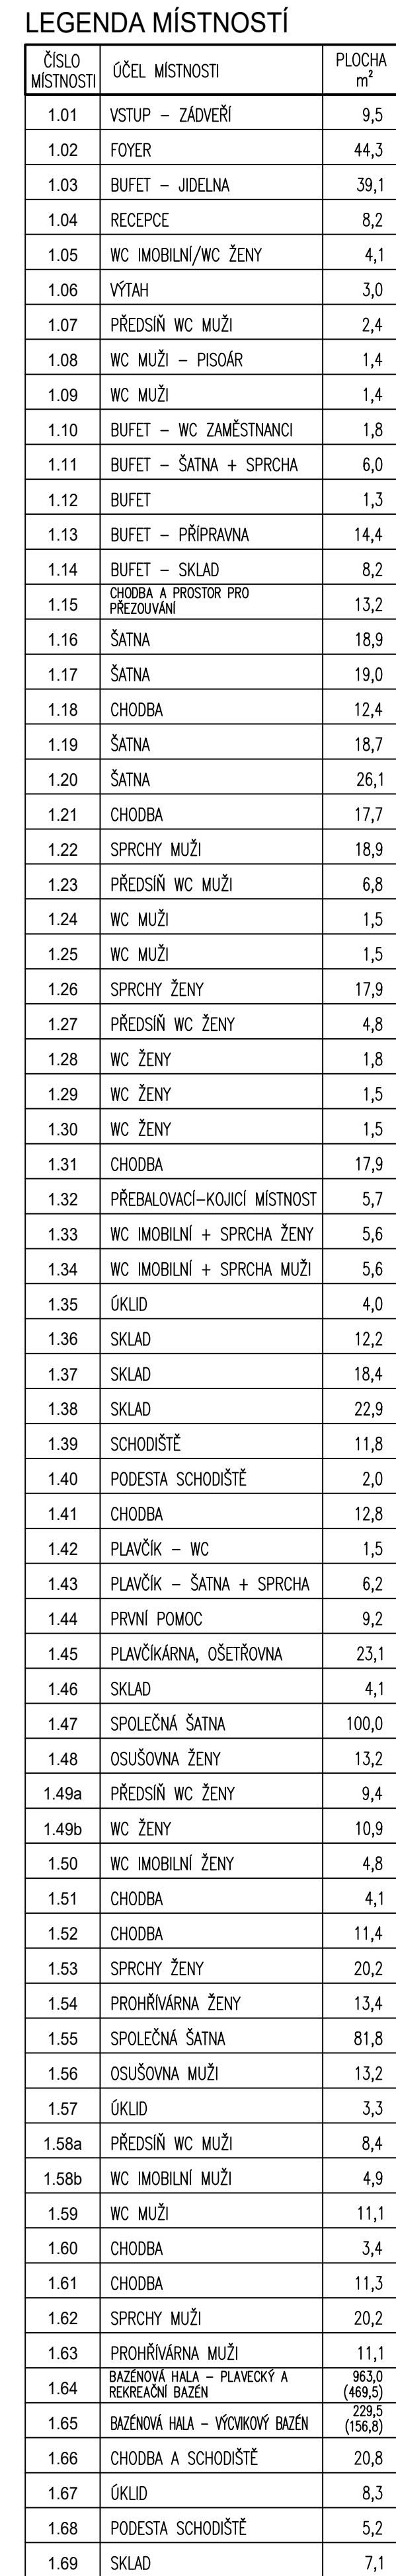 LEGENDA MÍSTNOSTÍ
ČÍSLO MÍSTNOSTI ÚČEL MÍSTNOSTI PLOCHA m²
1.01 VSTUP – ZÁDVEŘÍ 9,5
1.02 FOYER 44,3
1.03 BUFET – JIDELNA 39,1
1.04 RECEPCE 8,2
1.05 WC IMOBILNÍ/WC ŽENY 4,1
1.06 VÝTAH 3,0
1.07 PŘEDSÍŇ WC MUŽI 2,4
1.08 WC MUŽI – PISOÁR 1,4
1.09 WC MUŽI 1,4
1.10 BUFET – WC ZAMĚSTNANCI 1,8
1.11 BUFET – ŠATNA + SPRCHA 6,0
1.12 BUFET 1,3
1.13 BUFET – PŘÍPRAVNA 14,4
1.14 BUFET – SKLAD 8,2
1.15 CHODBA A PROSTOR PRO PŘEZOUVÁNÍ 13,2
1.16 ŠATNA 18,9
1.17 ŠATNA 19,0
1.18 CHODBA 12,4
1.19 ŠATNA 18,7
1.20 ŠATNA 26,1
1.21 CHODBA 17,7
1.22 SPRCHY MUŽI 18,9
1.23 PŘEDSÍŇ WC MUŽI 6,8
1.24 WC MUŽI 1,5
1.25 WC MUŽI 1,5
1.26 SPRCHY ŽENY 17,9
1.27 PŘEDSÍŇ WC ŽENY 4,8
1.28 WC ŽENY 1,8
1.29 WC ŽENY 1,5
1.30 WC ŽENY 1,5
1.31 CHODBA 17,9
1.32 PŘEBALOVACÍ–KOJICÍ MÍSTNOST 5,7
1.33 WC IMOBILNÍ + SPRCHA ŽENY 5,6
1.34 WC IMOBILNÍ + SPRCHA MUŽI 5,6
1.35 ÚKLID 4,0
1.36 SKLAD 12,2
1.37 SKLAD 18,4
1.38 SKLAD 22,9
1.39 SCHODIŠTĚ 11,8
1.40 PODESTA SCHODIŠTĚ 2,0
1.41 CHODBA 12,8
1.42 PLAVČÍK – WC 1,5
1.43 PLAVČÍK – ŠATNA + SPRCHA 6,2
1.44 PRVNÍ POMOC 9,2
1.45 PLAVČÍKÁRNA, OŠETŘOVNA 23,1
1.46 SKLAD 4,1
1.47 SPOLEČNÁ ŠATNA 100,0
1.48 OSUŠOVNA ŽENY 13,2
1.49a PŘEDSÍŇ WC ŽENY 9,4
1.49b WC ŽENY 10,9
1.50 WC IMOBILNÍ ŽENY 4,8
1.51 CHODBA 4,1
1.52 CHODBA 11,4
1.53 SPRCHY ŽENY 20,2
1.54 PROHŘÍVÁRNA ŽENY 13,4
1.55 SPOLEČNÁ ŠATNA 81,8
1.56 OSUŠOVNA MUŽI 13,2
1.57 ÚKLID 3,3
1.58a PŘEDSÍŇ WC MUŽI 8,4
1.58b WC IMOBILNÍ MUŽI 4,9
1.59 WC MUŽI 11,1
1.60 CHODBA 3,4
1.61 CHODBA 11,3
1.62 SPRCHY MUŽI 20,2
1.63 PROHŘÍVÁRNA MUŽI 11,1
1.64 BAZÉNOVÁ HALA – PLAVECKÝ A REKREAČNÍ BAZÉN 963,0 (469,5)
1.65 BAZÉNOVÁ HALA – VÝCVIKOVÝ BAZÉN 229,5 (156,8)
1.66 CHODBA A SCHODIŠTĚ 20,8
1.67 ÚKLID 8,3
1.68 PODESTA SCHODIŠTĚ 5,2
1.69 SKLAD 7,1